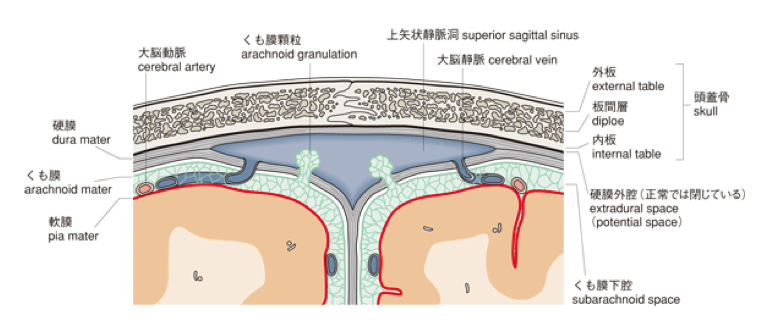 上矢状静脈洞 superior sagittal sinus
くも膜顆粒
arachnoid granulation
大脳動脈
cerebral artery
大脳静脈 cerebral vein
外板
external table
板間層
diploe
内板
internal table
頭蓋骨
skull
硬膜
dura mater
くも膜
arachnoid mater
軟膜
pia mater
硬膜外腔（正常では閉じている）
extradural space
(potential space)
くも膜下腔
subarachnoid space